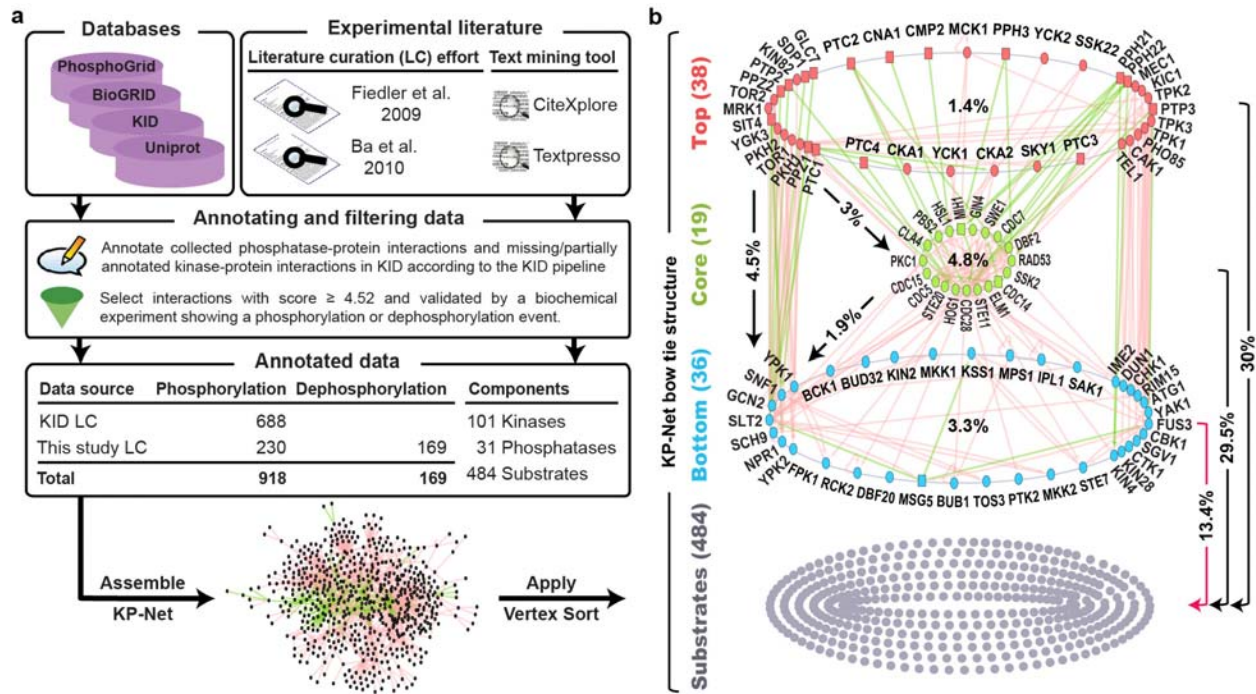 a
Databases
PhosphoGrid
BioGRID
KID
Uniprot
Experimental literature
Literature curation (LC) effort
Fiedler et al.
2009
Ba et al.
2010
Text mining tool
CiteXplore
Textpresso
Annotating and filtering data
Annotate collected phosphatase-protein interactions and missing/partially
annotated kinase-protein interactions in KID according to the KID pipeline
Select interactions with score ≥ 4.52 and validated by a biochemical
experiment showing a phosphorylation or dephosphorylation event.
Annotated data
Data source Phosphorylation Dephosphorylation Components
KID LC 688 101 Kinases
This study LC 230 169 31 Phosphatases
Total 918 169 484 Substrates
Assemble
KP-Net
Apply
Vertex Sort
b
KP-Net bow tie structure
Top (38)
Core (19)
Bottom (36)
Substrates (484)
GLC7
SDP1
KIN82
PTP2
PPZ2
TOR2
MRK1
SIT4
YGK3
PKH2
TOR1
PKH1
PPZ1
PTC1
PTC2
CNA1
CMP2
MCK1
PPH3
YCK2
SSK22
PPH21
PPH22
MEC1
KIC1
TPK2
PTP3
TPK3
TPK1
PHO85
CAK1
TEL1
PTC4
CKA1
YCK1
CKA2
SKY1
PTC3
1.4%
3%
4.5%
1.9%
4.8%
PKC1
CLA4
PBS2
HSL1
MIH1
GIN4
SWE1
CDC7
DBF2
RAD53
SSK2
CDC14
ELM1
STE11
CDC28
HOG1
STE20
CDC5
CDC15
YPK1
SNF1
GCN2
SLT2
SCH9
NPR1
YPK2
FPK1
RCK2
DBF20
MSG5
BUB1
TOS3
PTK2
MKK2
STE7
BCK1
BUD32
KIN2
MKK1
KSS1
MPS1
IPL1
SAK1
IME2
DUN1
CHK1
RIM15
ATG1
YAK1
FUS3
CBK1
SGV1
CTK1
KIN28
KIN4
3.3%
13.4%
29.5%
30%